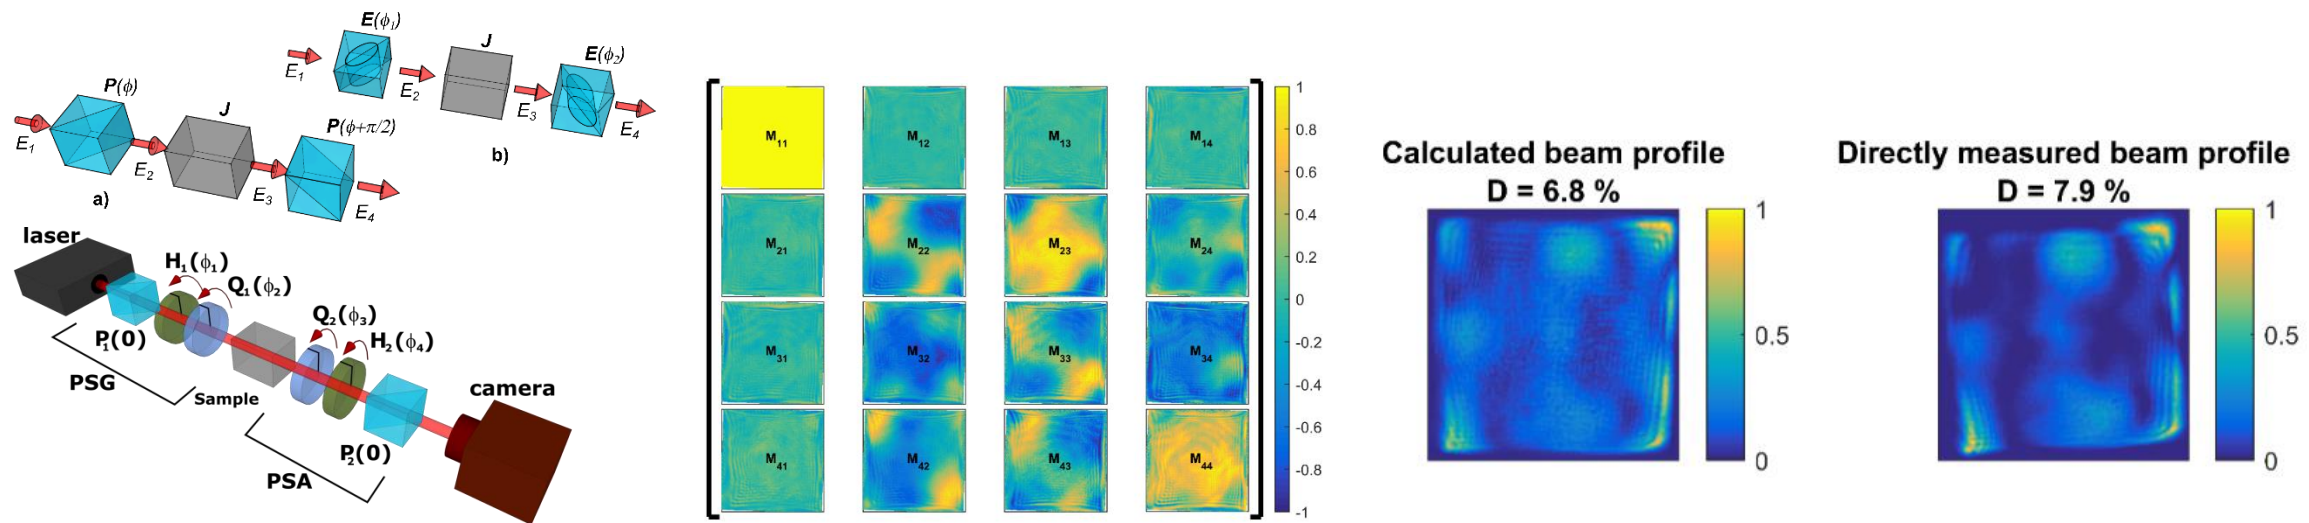 E(ϕ1)
J
E(ϕ2)
E1
E2
E3
E4
b)
P(ϕ)
J
P(ϕ+π/2)
E1
E2
E3
E4
a)
laser
H1(ϕ1)
Q1(ϕ2)
Q2(ϕ3)
H2(ϕ4)
P1(0)
PSG
Sample
camera
P2(0)
PSA
M11 M12 M13 M14
M21 M22 M23 M24
M31 M32 M33 M34
M41 M42 M43 M44
1
0.8
0.6
0.4
0.2
0
-0.2
-0.4
-0.6
-0.8
-1
Calculated beam profile
D = 6.8 %
1
0.5
0
Directly measured beam profile
D = 7.9 %
1
0.5
0